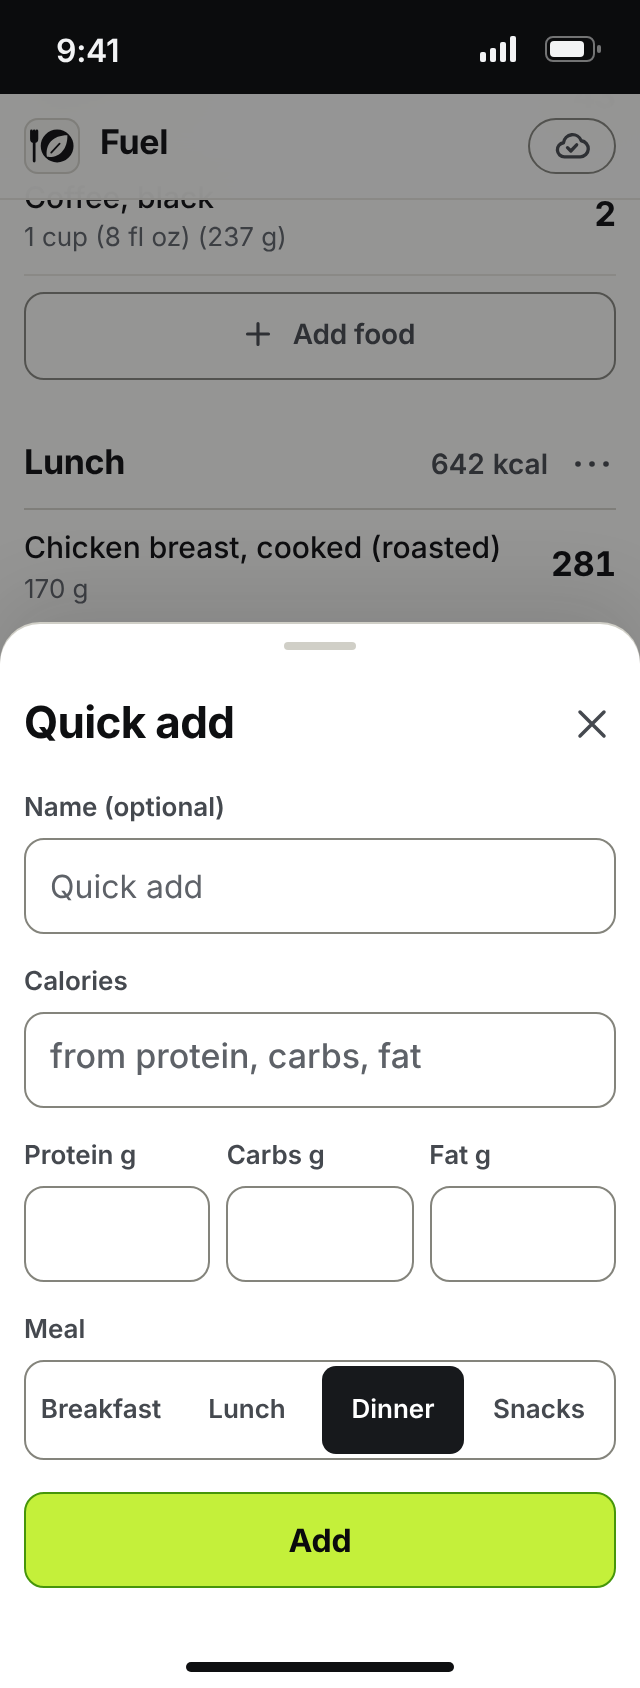 9:41
Fuel
Coffee, black
2
1 cup (8 fl oz) (237 g)
Add food
Lunch
642 kcal
Chicken breast, cooked (roasted)
281
170 g
Quick add
Name (optional)
Quick add
Calories
from protein, carbs, fat
Protein g
Carbs g
Fat g
Meal
Breakfast
Lunch
Dinner
Snacks
Add